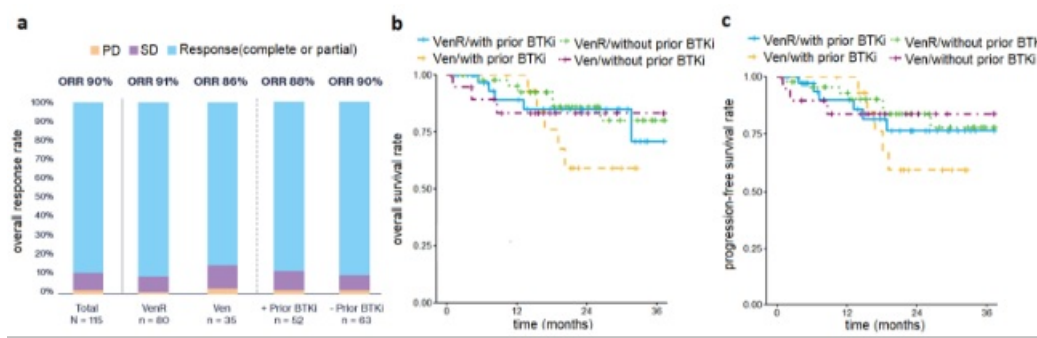 a
PD SD Response(complete or partial)
ORR 90% ORR 91% ORR 86% ORR 88% ORR 90%
overall response rate
100%
90%
80%
70%
60%
50%
40%
30%
20%
10%
0%
Total VenR Ven + Prior BTKi - Prior BTKi
N = 115 n = 80 n = 35 n = 52 n = 63
b
VenR/with prior BTKi VenR/without prior BTKi
Ven/with prior BTKi Ven/without prior BTKi
overall survival rate
1.00
0.75
0.50
0.25
0.00
0 12 24 36
time (months)
c
VenR/with prior BTKi VenR/without prior BTKi
Ven/with prior BTKi Ven/without prior BTKi
progression-free survival rate
1.00
0.75
0.50
0.25
0.00
0 12 24 36
time (months)